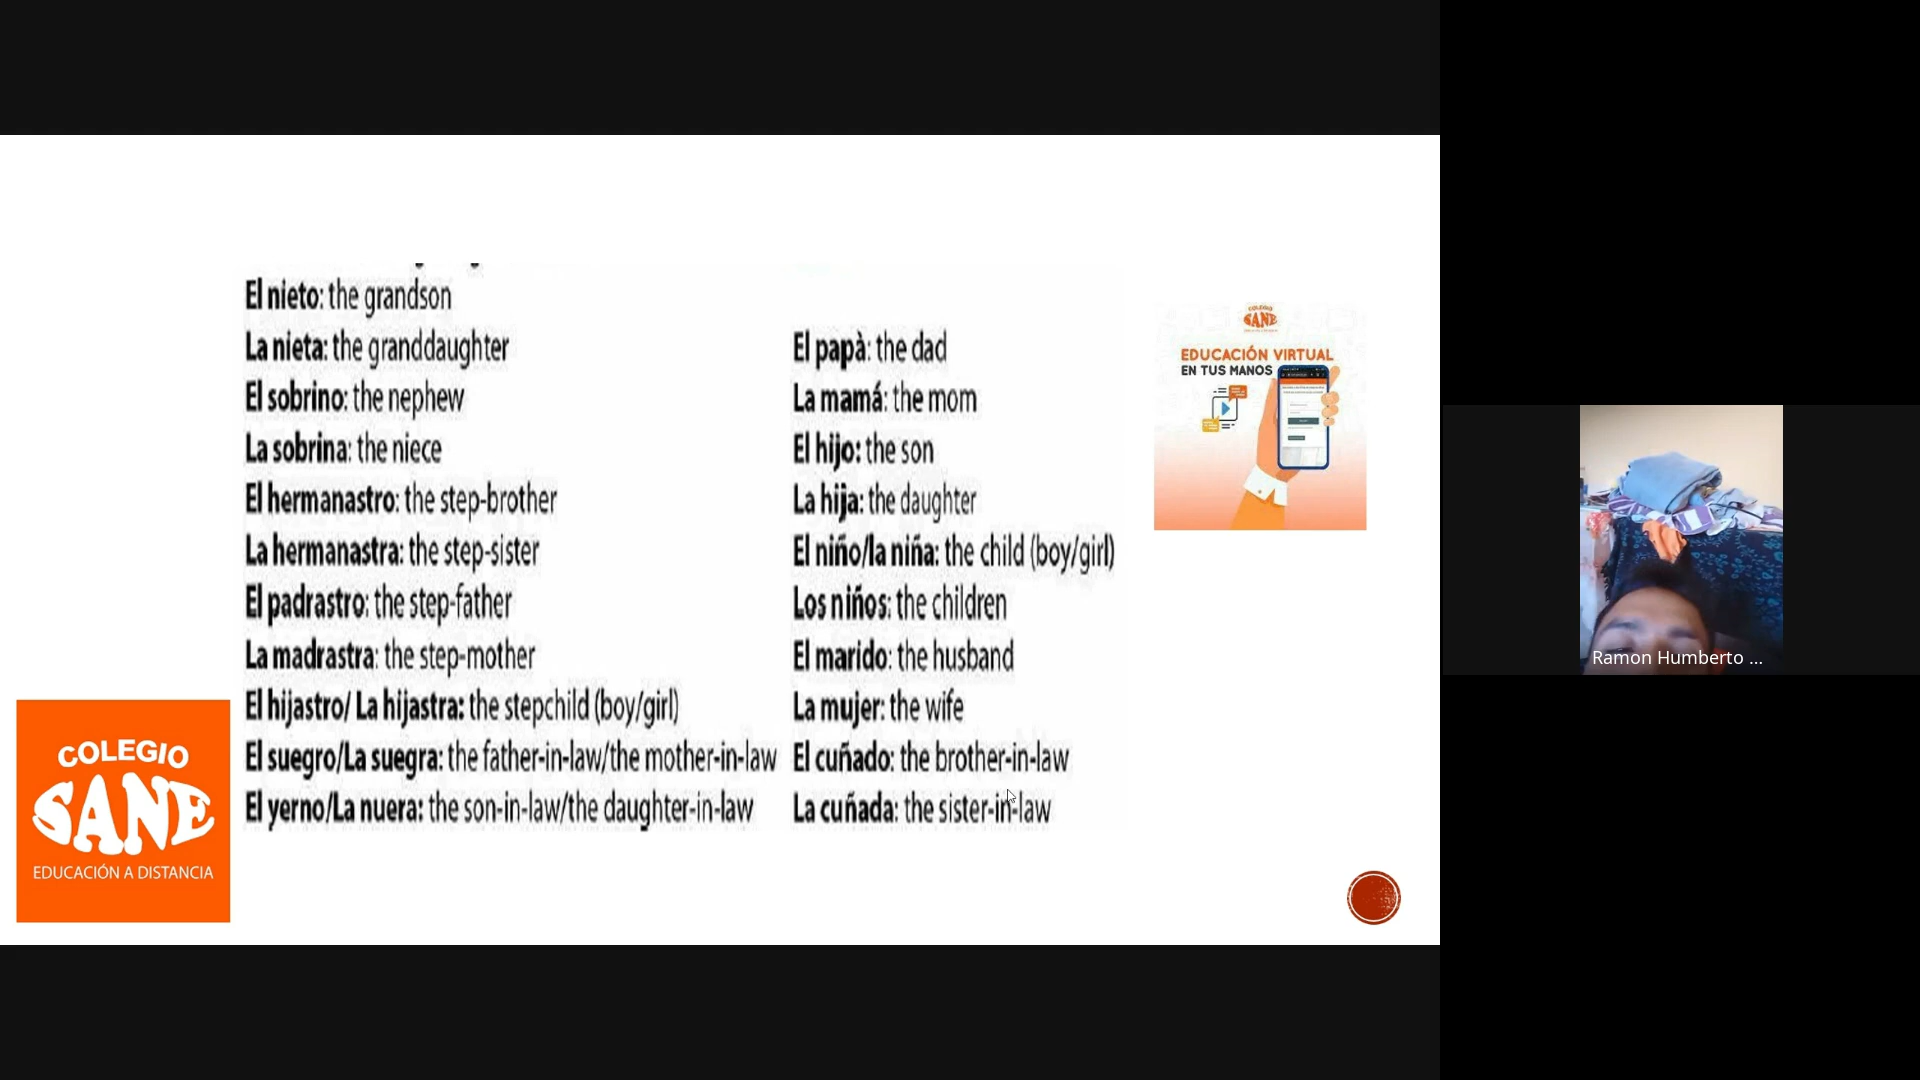 El nieto: the grandson
La nieta: the granddaughter
El sobrino: the nephew
La sobrina: the niece
El hermanastro: the step-brother
La hermanastra: the step-sister
El padrastro: the step-father
La madrastra: the step-mother
El hijastro/ La hijastra: the stepchild (boy/girl)
El suegro/La suegra: the father-in-law/the mother-in-law
El yerno/La nuera: the son-in-law/the daughter-in-law
El papà: the dad
La mamá: the mom
El hijo: the son
La hija: the daughter
El niño/la niña: the child (boy/girl)
Los niños: the children
El marido: the husband
La mujer: the wife
El cuñado: the brother-in-law
La cuñada: the sister-in-law
COLEGIO
SANE
EDUCACIÓN VIRTUAL
EN TUS MANOS
COLEGIO
SANE
EDUCACIÓN A DISTANCIA
Ramon Humberto ...